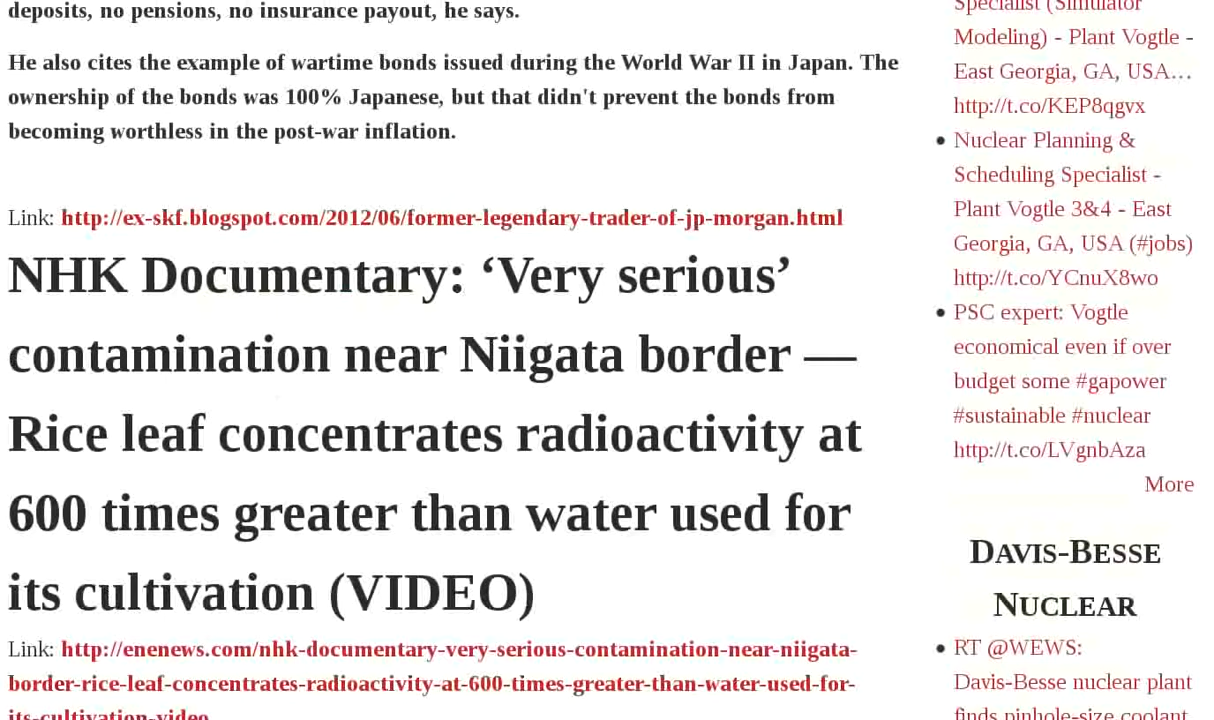 deposits, no pensions, no insurance payout, he says.
He also cites the example of wartime bonds issued during the World War II in Japan. The
ownership of the bonds was 100% Japanese, but that didn't prevent the bonds from
becoming worthless in the post-war inflation.
Link: http://ex-skf.blogspot.com/2012/06/former-legendary-trader-of-jp-morgan.html
NHK Documentary: ‘Very serious’
contamination near Niigata border —
Rice leaf concentrates radioactivity at
600 times greater than water used for
its cultivation (VIDEO)
Link: http://enenews.com/nhk-documentary-very-serious-contamination-near-niigata-
border-rice-leaf-concentrates-radioactivity-at-600-times-greater-than-water-used-for-
its-cultivation-video
Specialist (Simulator
Modeling) - Plant Vogtle -
East Georgia, GA, USA…
http://t.co/KEP8qgvx
• Nuclear Planning &
Scheduling Specialist -
Plant Vogtle 3&4 - East
Georgia, GA, USA (#jobs)
http://t.co/YCnuX8wo
• PSC expert: Vogtle
economical even if over
budget some #gapower
#sustainable #nuclear
http://t.co/LVgnbAza
More
DAVIS-BESSE
NUCLEAR
• RT @WEWS:
Davis-Besse nuclear plant
finds pinhole-size coolant